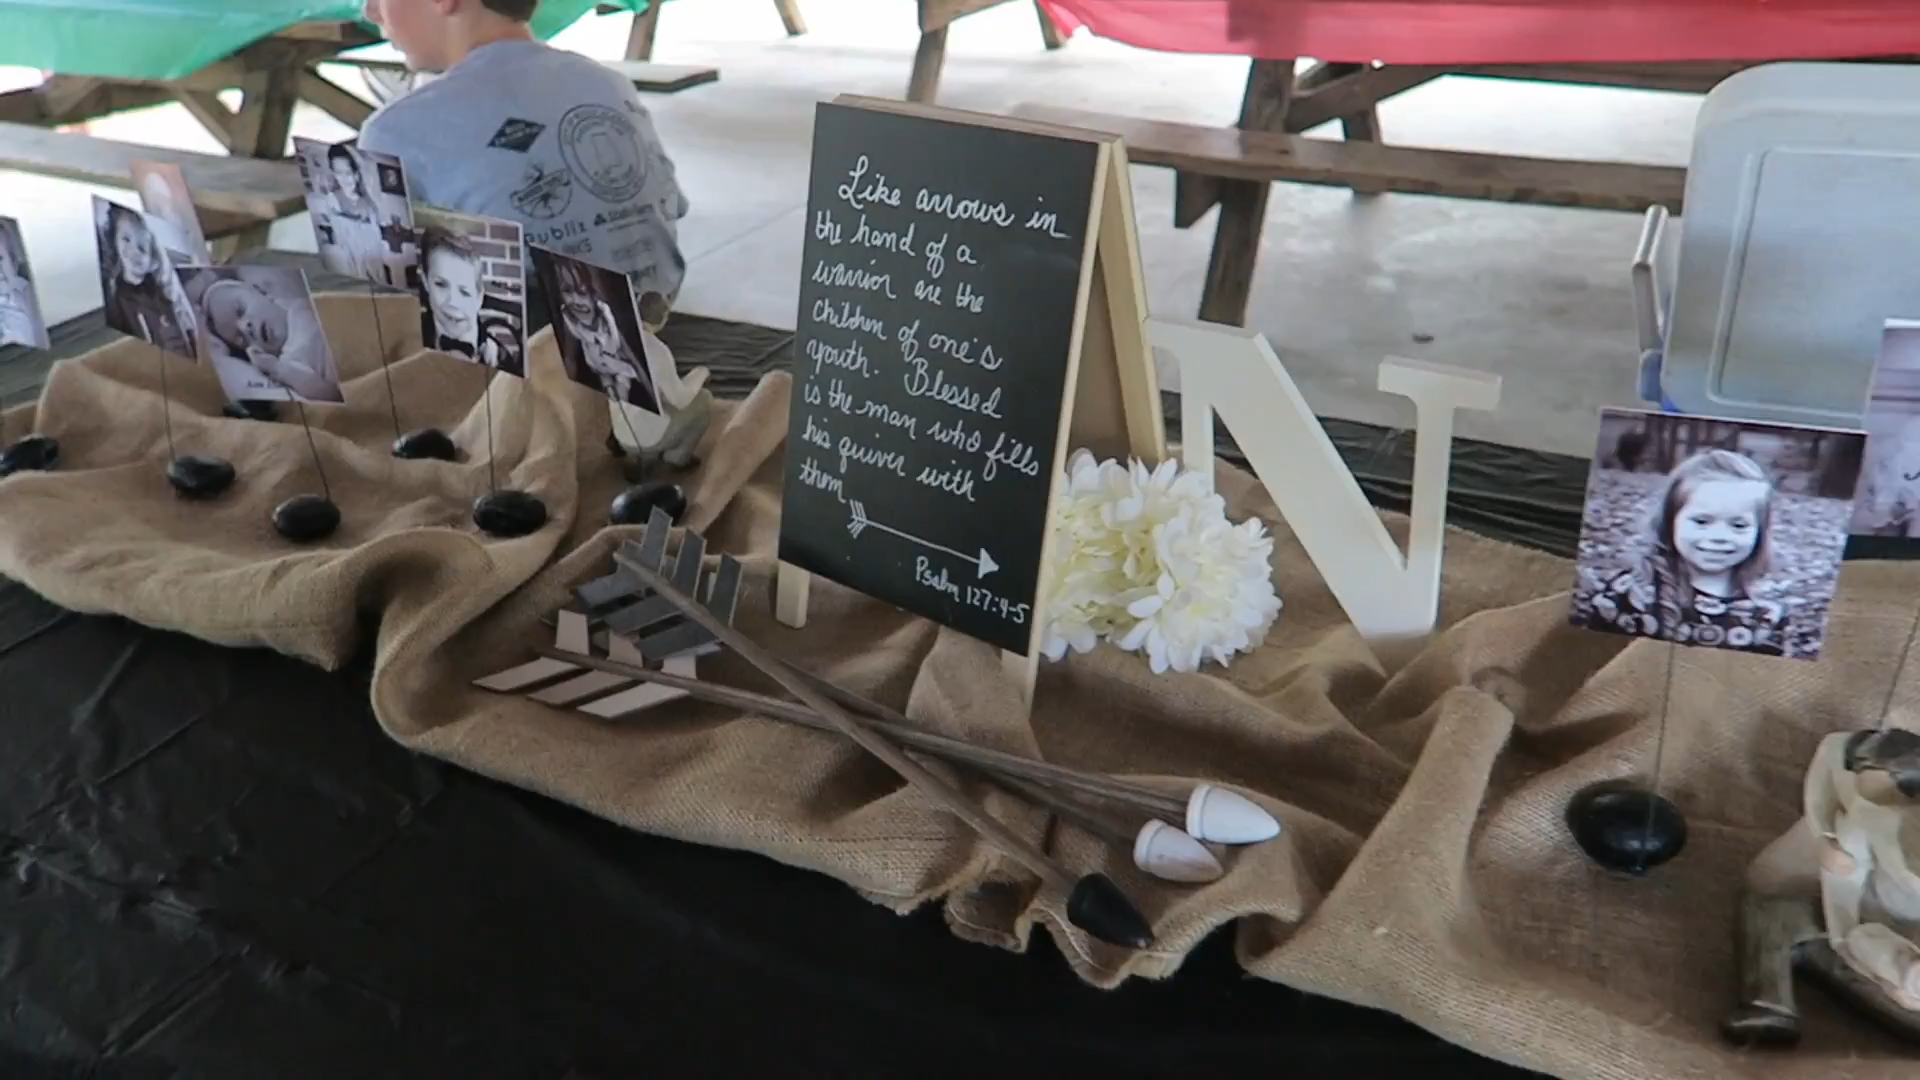 Like arrows in
the hand of a
warrior are the
children of one's
youth. Blessed
is the man who fills
his quiver with
them
Psalm 127:4-5
N
Publix